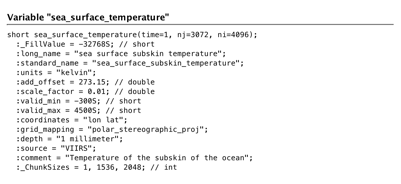 Variable "sea_surface_temperature"
short sea_surface_temperature(time=1, nj=3072, ni=4096);
:_FillValue = -32768S; // short
:long_name = "sea surface subskin temperature";
:standard_name = "sea_surface_subskin_temperature";
:units = "kelvin";
:add_offset = 273.15; // double
:scale_factor = 0.01; // double
:valid_min = -300S; // short
:valid_max = 4500S; // short
:coordinates = "lon lat";
:grid_mapping = "polar_stereographic_proj";
:depth = "1 millimeter";
:source = "VIIRS";
:comment = "Temperature of the subskin of the ocean";
:_ChunkSizes = 1, 1536, 2048; // int